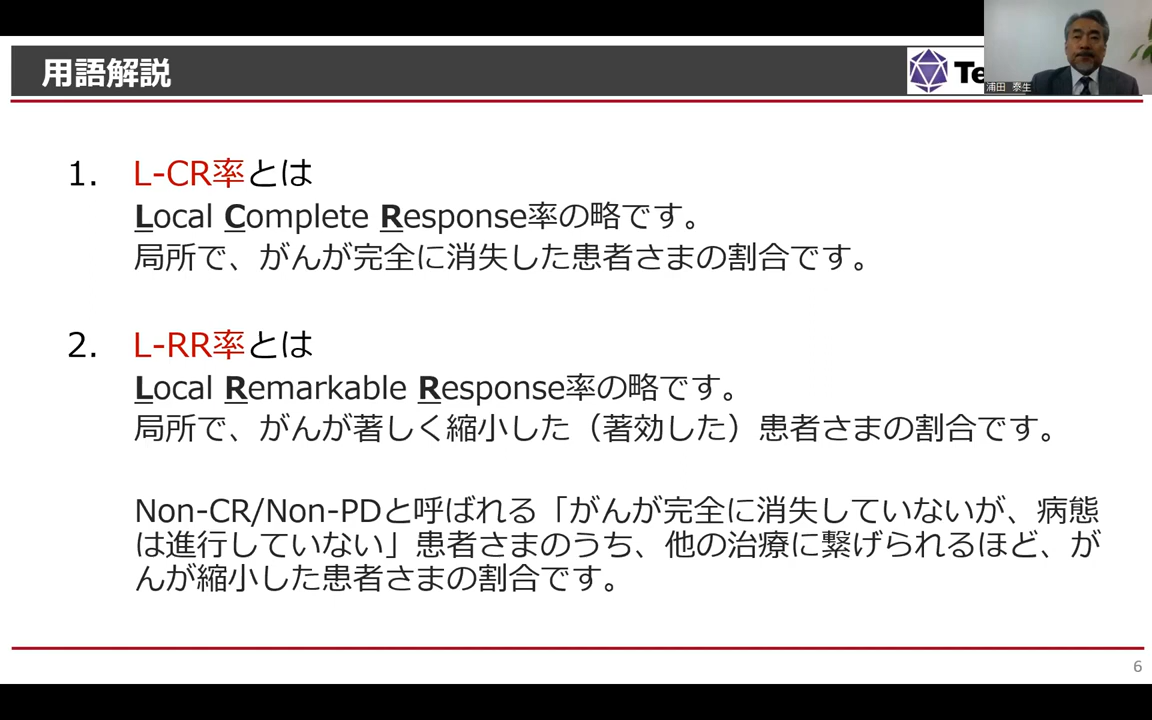 用語解説
Te
浦田 泰生
1. L-CR率とは
Local Complete Response率の略です。
局所で、がんが完全に消失した患者さまの割合です。
2. L-RR率とは
Local Remarkable Response率の略です。
局所で、がんが著しく縮小した（著効した）患者さまの割合です。
Non-CR/Non-PDと呼ばれる「がんが完全に消失していないが、病態
は進行していない」患者さまのうち、他の治療に繋げられるほど、が
んが縮小した患者さまの割合です。
6